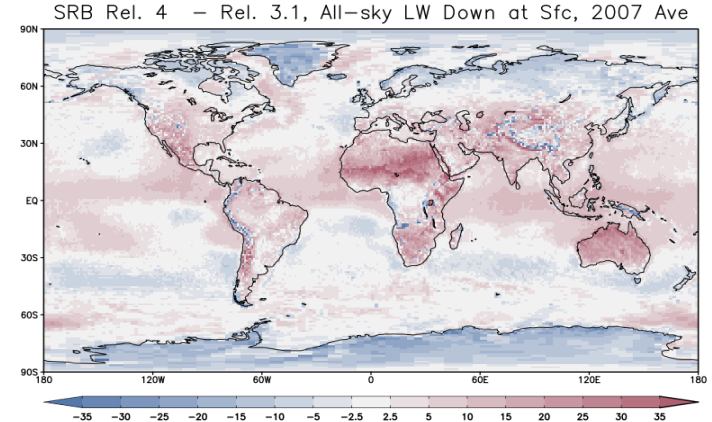 SRB Rel. 4 − Rel. 3.1, All−sky LW Down at Sfc, 2007 Ave
90N
60N
30N
EQ
30S
60S
90S
180 120W 60W 0 60E 120E 180
−35 −30 −25 −20 −15 −10 −5 −2.5 2.5 5 10 15 20 25 30 35